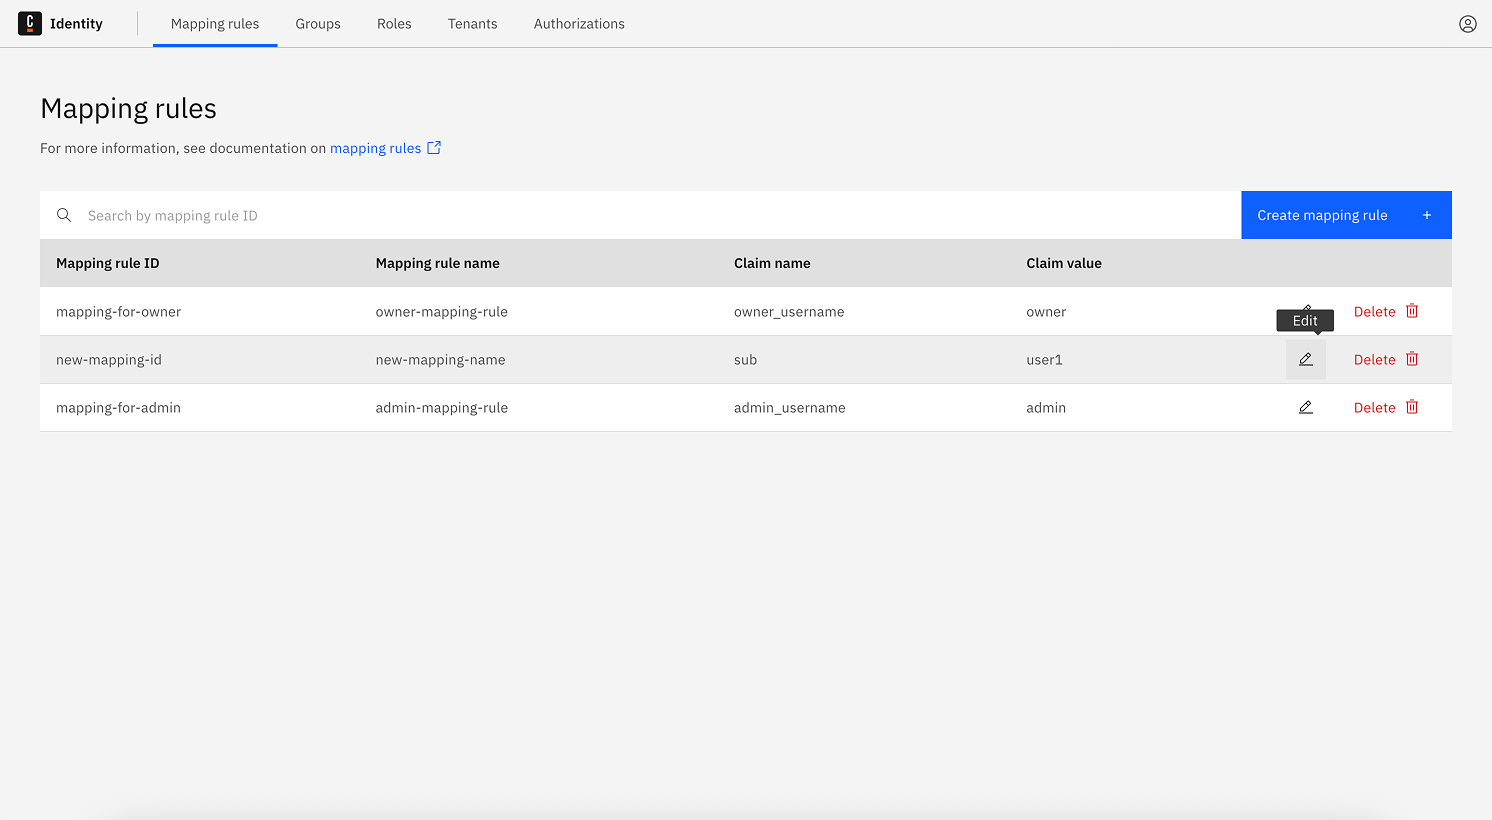 C Identity Mapping rules Groups Roles Tenants Authorizations
Mapping rules
For more information, see documentation on mapping rules
Search by mapping rule ID Create mapping rule +
Mapping rule ID Mapping rule name Claim name Claim value
mapping-for-owner owner-mapping-rule owner_username owner Delete
Edit
new-mapping-id new-mapping-name sub user1 Delete
mapping-for-admin admin-mapping-rule admin_username admin Delete